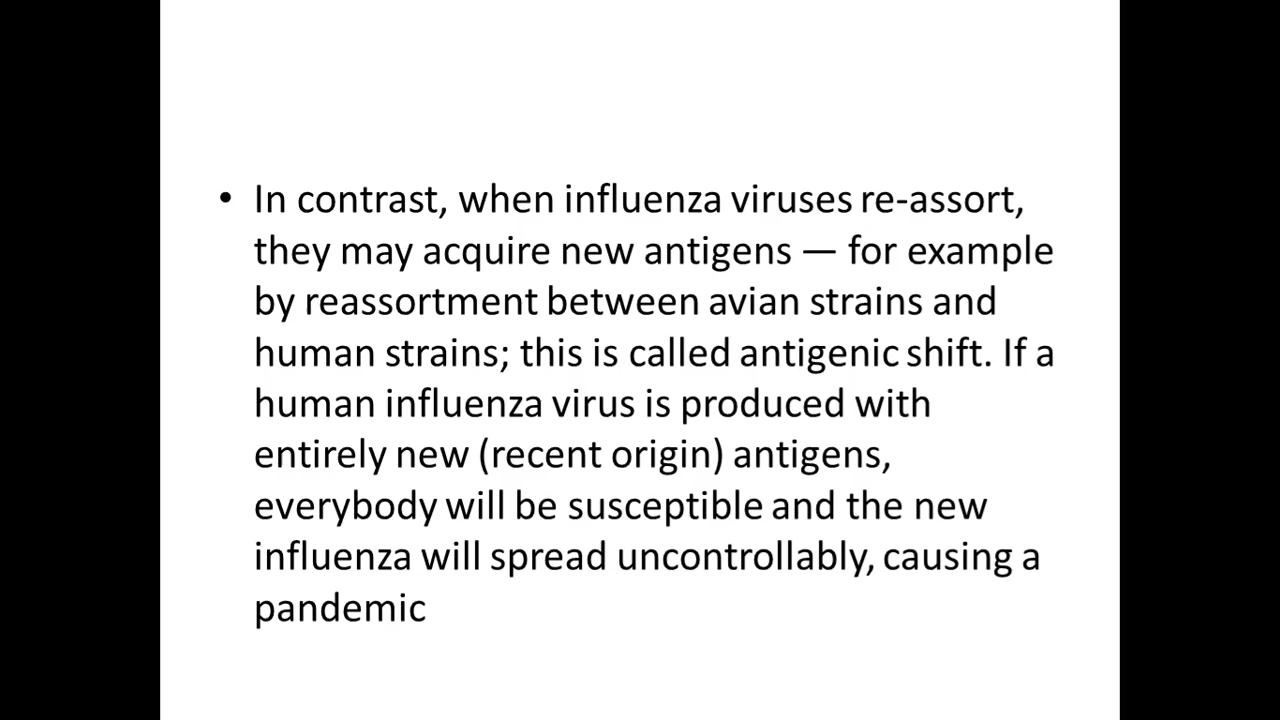 • In contrast, when influenza viruses re-assort,
they may acquire new antigens — for example
by reassortment between avian strains and
human strains; this is called antigenic shift. If a
human influenza virus is produced with
entirely new (recent origin) antigens,
everybody will be susceptible and the new
influenza will spread uncontrollably, causing a
pandemic